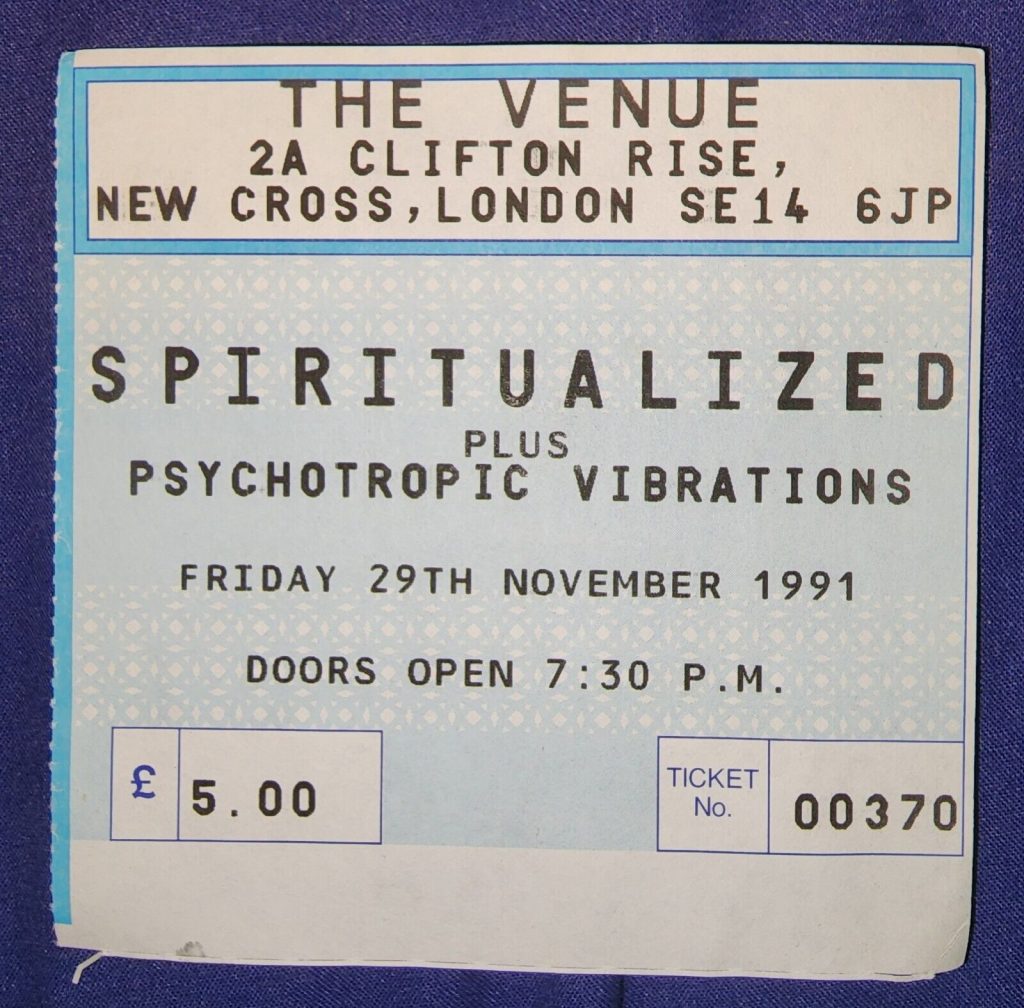 THE VENUE
2A CLIFTON RISE,
NEW CROSS, LONDON SE14 6JP
SPIRITUALIZED
PLUS
PSYCHOTROPIC VIBRATIONS
FRIDAY 29TH NOVEMBER 1991
DOORS OPEN 7:30 P.M.
£ 5.00
TICKET
No. 00370